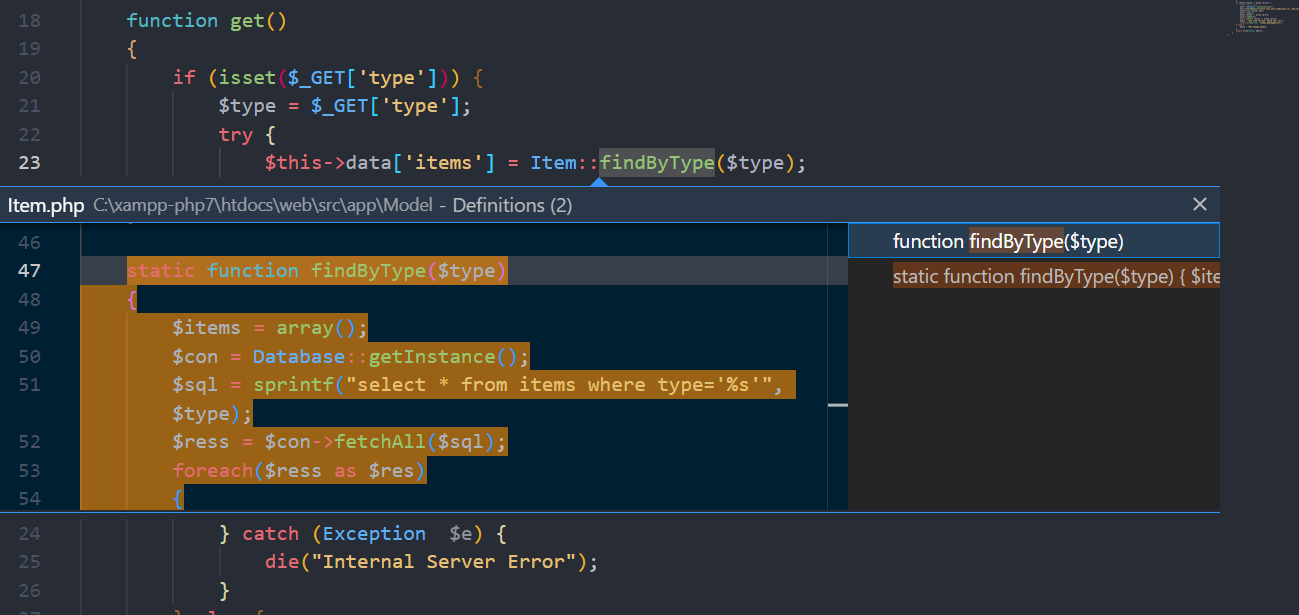 18 function get()
19 {
20 if (isset($_GET['type'])) {
21 $type = $_GET['type'];
22 try {
23 $this->data['items'] = Item::findByType($type);
Item.php C:\xampp-php7\htdocs\web\src\app\Model - Definitions (2)
46
47 static function findByType($type)
48 {
49 $items = array();
50 $con = Database::getInstance();
51 $sql = sprintf("select * from items where type='%s'",
$type);
52 $ress = $con->fetchAll($sql);
53 foreach($ress as $res)
54 {
function findByType($type)
static function findByType($type) { $ite
24 } catch (Exception $e) {
25 die("Internal Server Error");
26 }